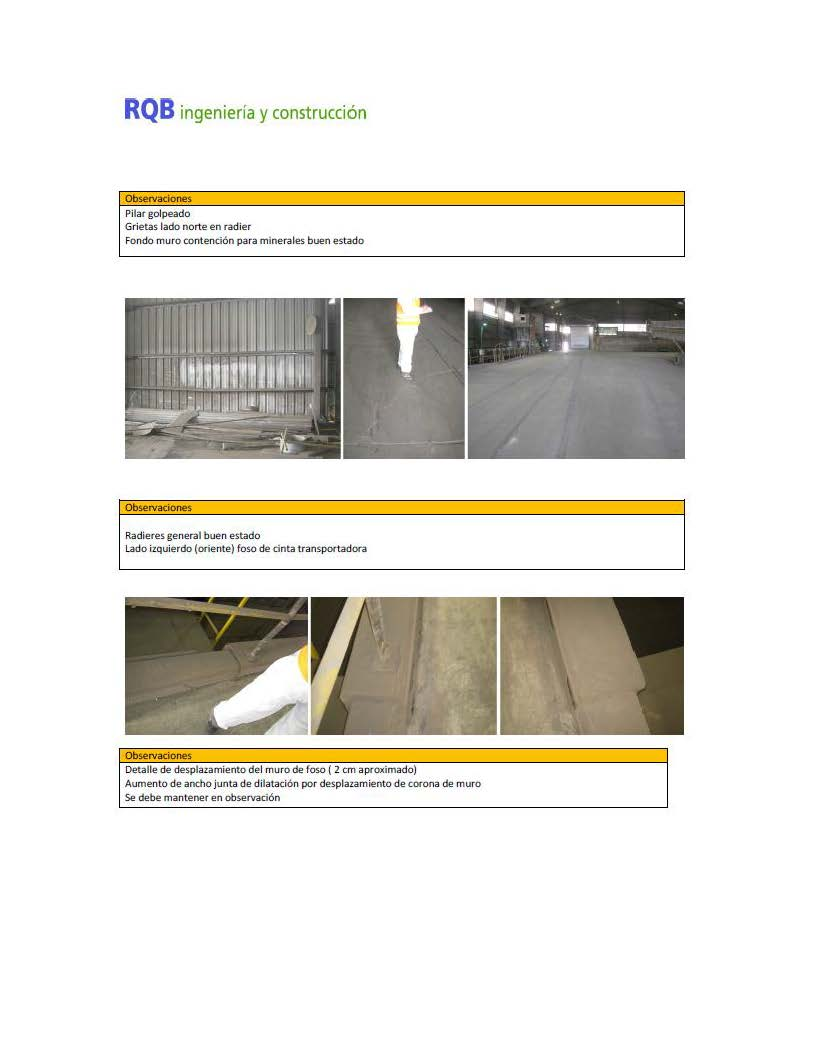 RQB ingeniería y construcción
Observaciones
Pilar golpeado
Grietas lado norte en radier
Fondo muro contención para minerales buen estado
Observaciones
Radieres general buen estado
Lado izquierdo (oriente) foso de cinta transportadora
Observaciones
Detalle de desplazamiento del muro de foso ( 2 cm aproximado)
Aumento de ancho junta de dilatación por desplazamiento de corona de muro
Se debe mantener en observación